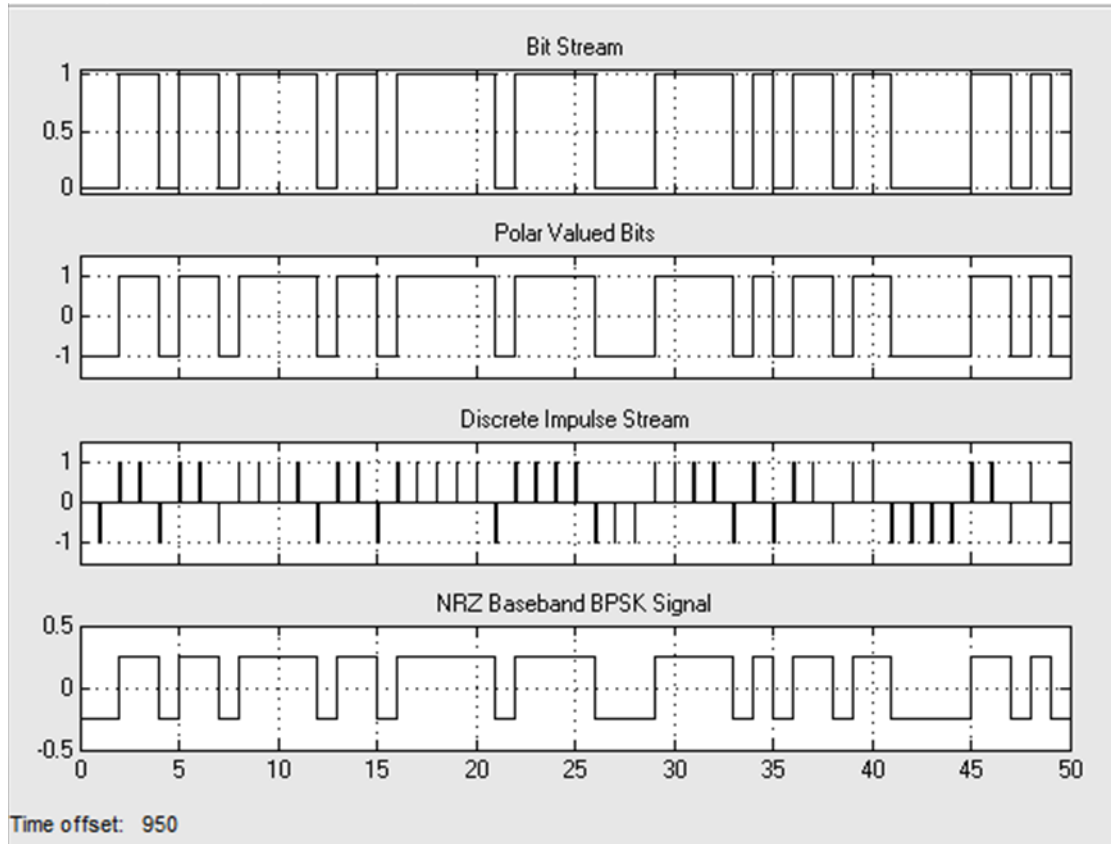 Bit Stream
1
0.5
0
Polar Valued Bits
1
0
-1
Discrete Impulse Stream
1
0
-1
NRZ Baseband BPSK Signal
0.5
0
-0.5
0 5 10 15 20 25 30 35 40 45 50
Time offset: 950